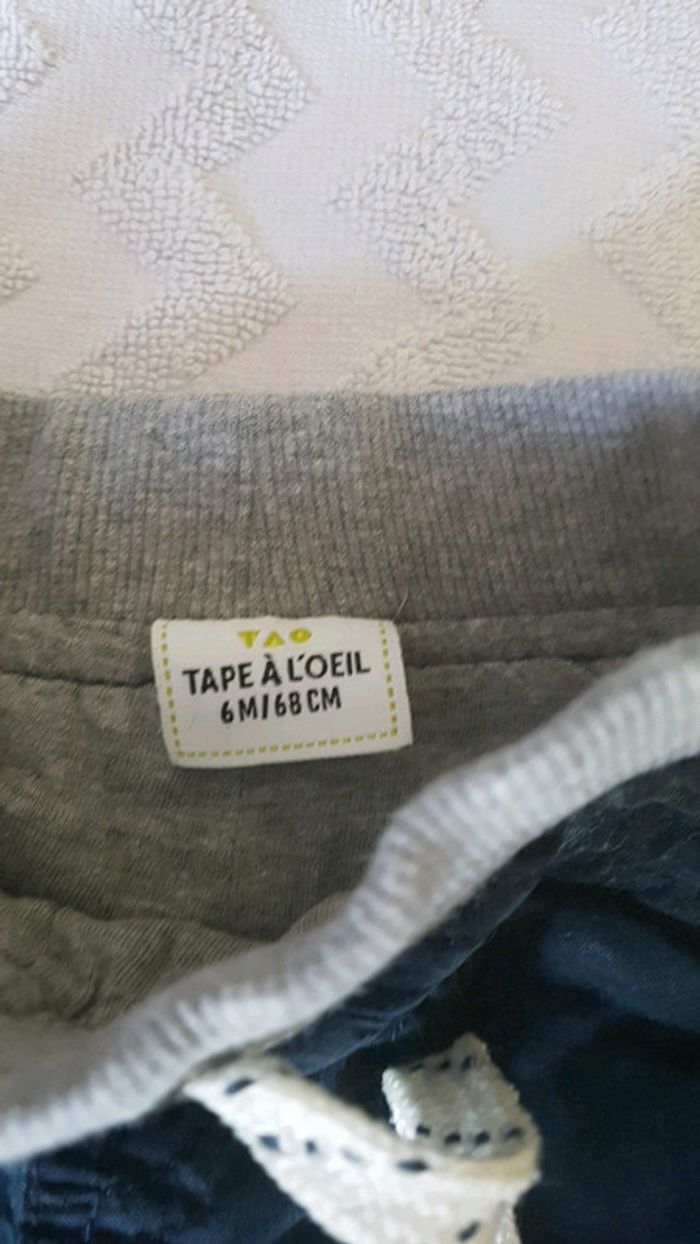 TAO
TAPE À L'OEIL
6M/68CM